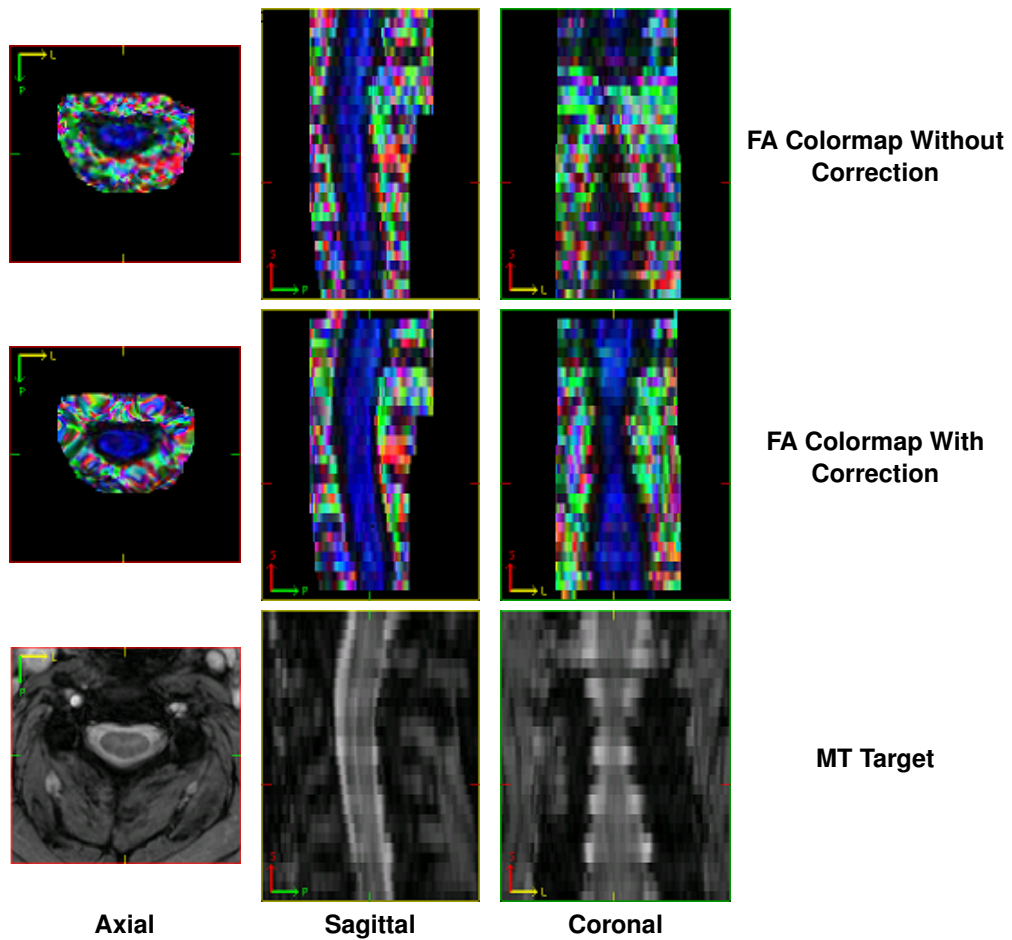 L
P
S
P
L
FA Colormap Without
Correction
L
P
S
P
L
FA Colormap With
Correction
L
P
S
P
S
L
MT Target
Axial
Sagittal
Coronal